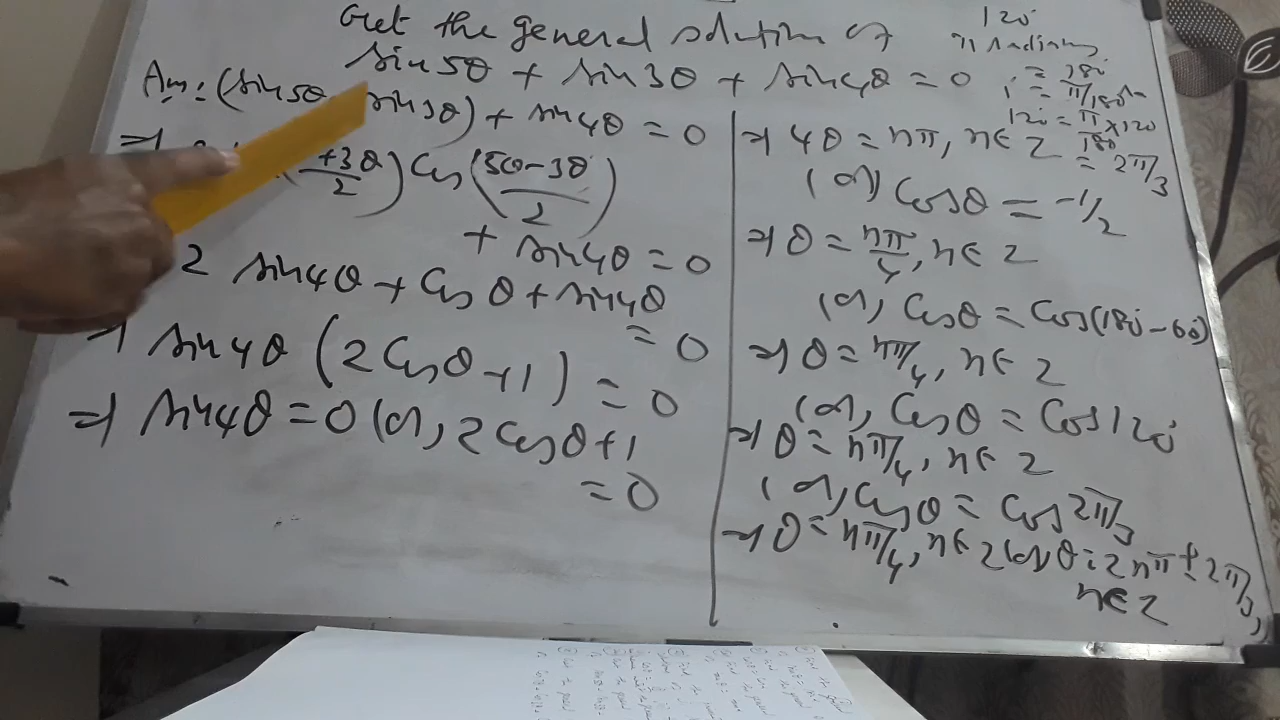 Get the general solution of
sin5θ + sin3θ + sin4θ = 0
120°
π radians
= 180°
1° = π/180
120° = π/180 × 120
= 2π/3
Ans: (sin5θ sin3θ) + sin4θ = 0
⇒ +3θ/2) Cos (5θ-3θ/2)
+ sin4θ = 0
2 sin4θ + Cosθ + sin4θ
= 0
⇒ sin4θ (2Cosθ+1) = 0
⇒ sin4θ = 0 (or) 2Cosθ+1
= 0
⇒ 4θ = nπ, n∈Z
(or) Cosθ = -1/2
⇒ θ = nπ/4, n∈Z
(or) Cosθ = Cos(180°-60°)
⇒ θ = nπ/4, n∈Z
(or) Cosθ = Cos120°
⇒ θ = nπ/4, n∈Z
(or) Cosθ = Cos2π/3
⇒ θ = nπ/4, n∈Z (or) θ = 2nπ ± 2π/3,
n∈Z